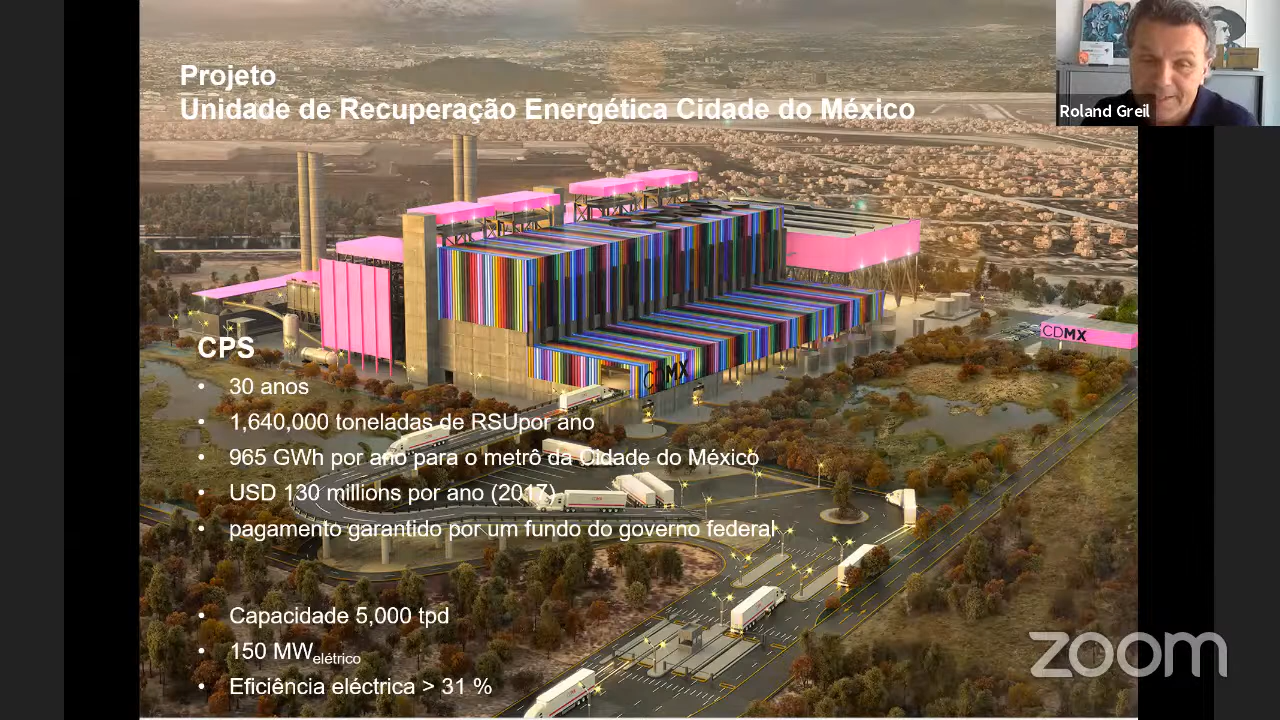 Projeto
Unidade de Recuperação Energética Cidade do México
Roland Greil
CDMX
CDMX
CPS
• 30 anos
• 1,640,000 toneladas de RSUpor ano
• 965 GWh por ano para o metrô da Cidade do México
• USD 130 millions por ano (2017)
• pagamento garantido por um fundo do governo federal
• Capacidade 5,000 tpd
• 150 MWelétrico
• Eficiência eléctrica > 31 %
zoom